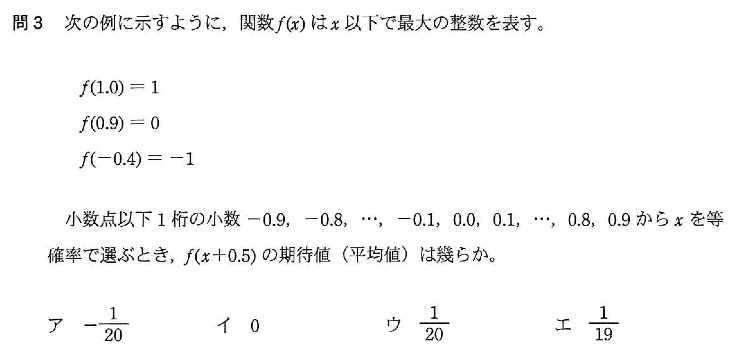 問3 次の例に示すように，関数f(x) はx 以下で最大の整数を表す。
f(1.0) = 1
f(0.9) = 0
f(−0.4) = −1
小数点以下1桁の小数 −0.9，−0.8，…，−0.1，0.0，0.1，…，0.8，0.9 からx を等
確率で選ぶとき，f(x+0.5) の期待値（平均値）は幾らか。
ア −1/20 イ 0 ウ 1/20 エ 1/19